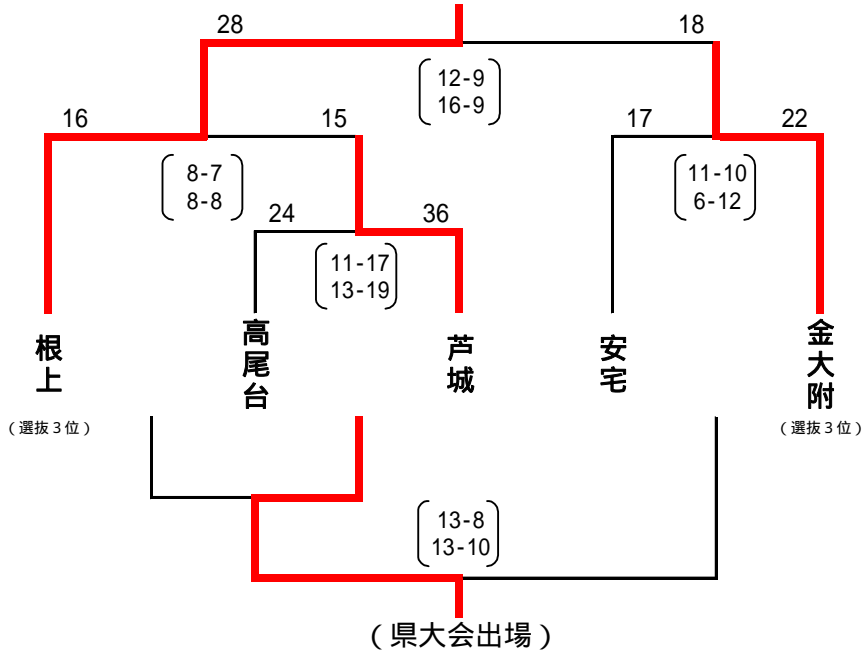 28
18
12-9
16-9
16
15
17
22
8-7
8-8
11-10
6-12
24
36
11-17
13-19
根上
高尾台
芦城
安宅
金大附
(選抜3位)
(選抜3位)
13-8
13-10
(県大会出場)